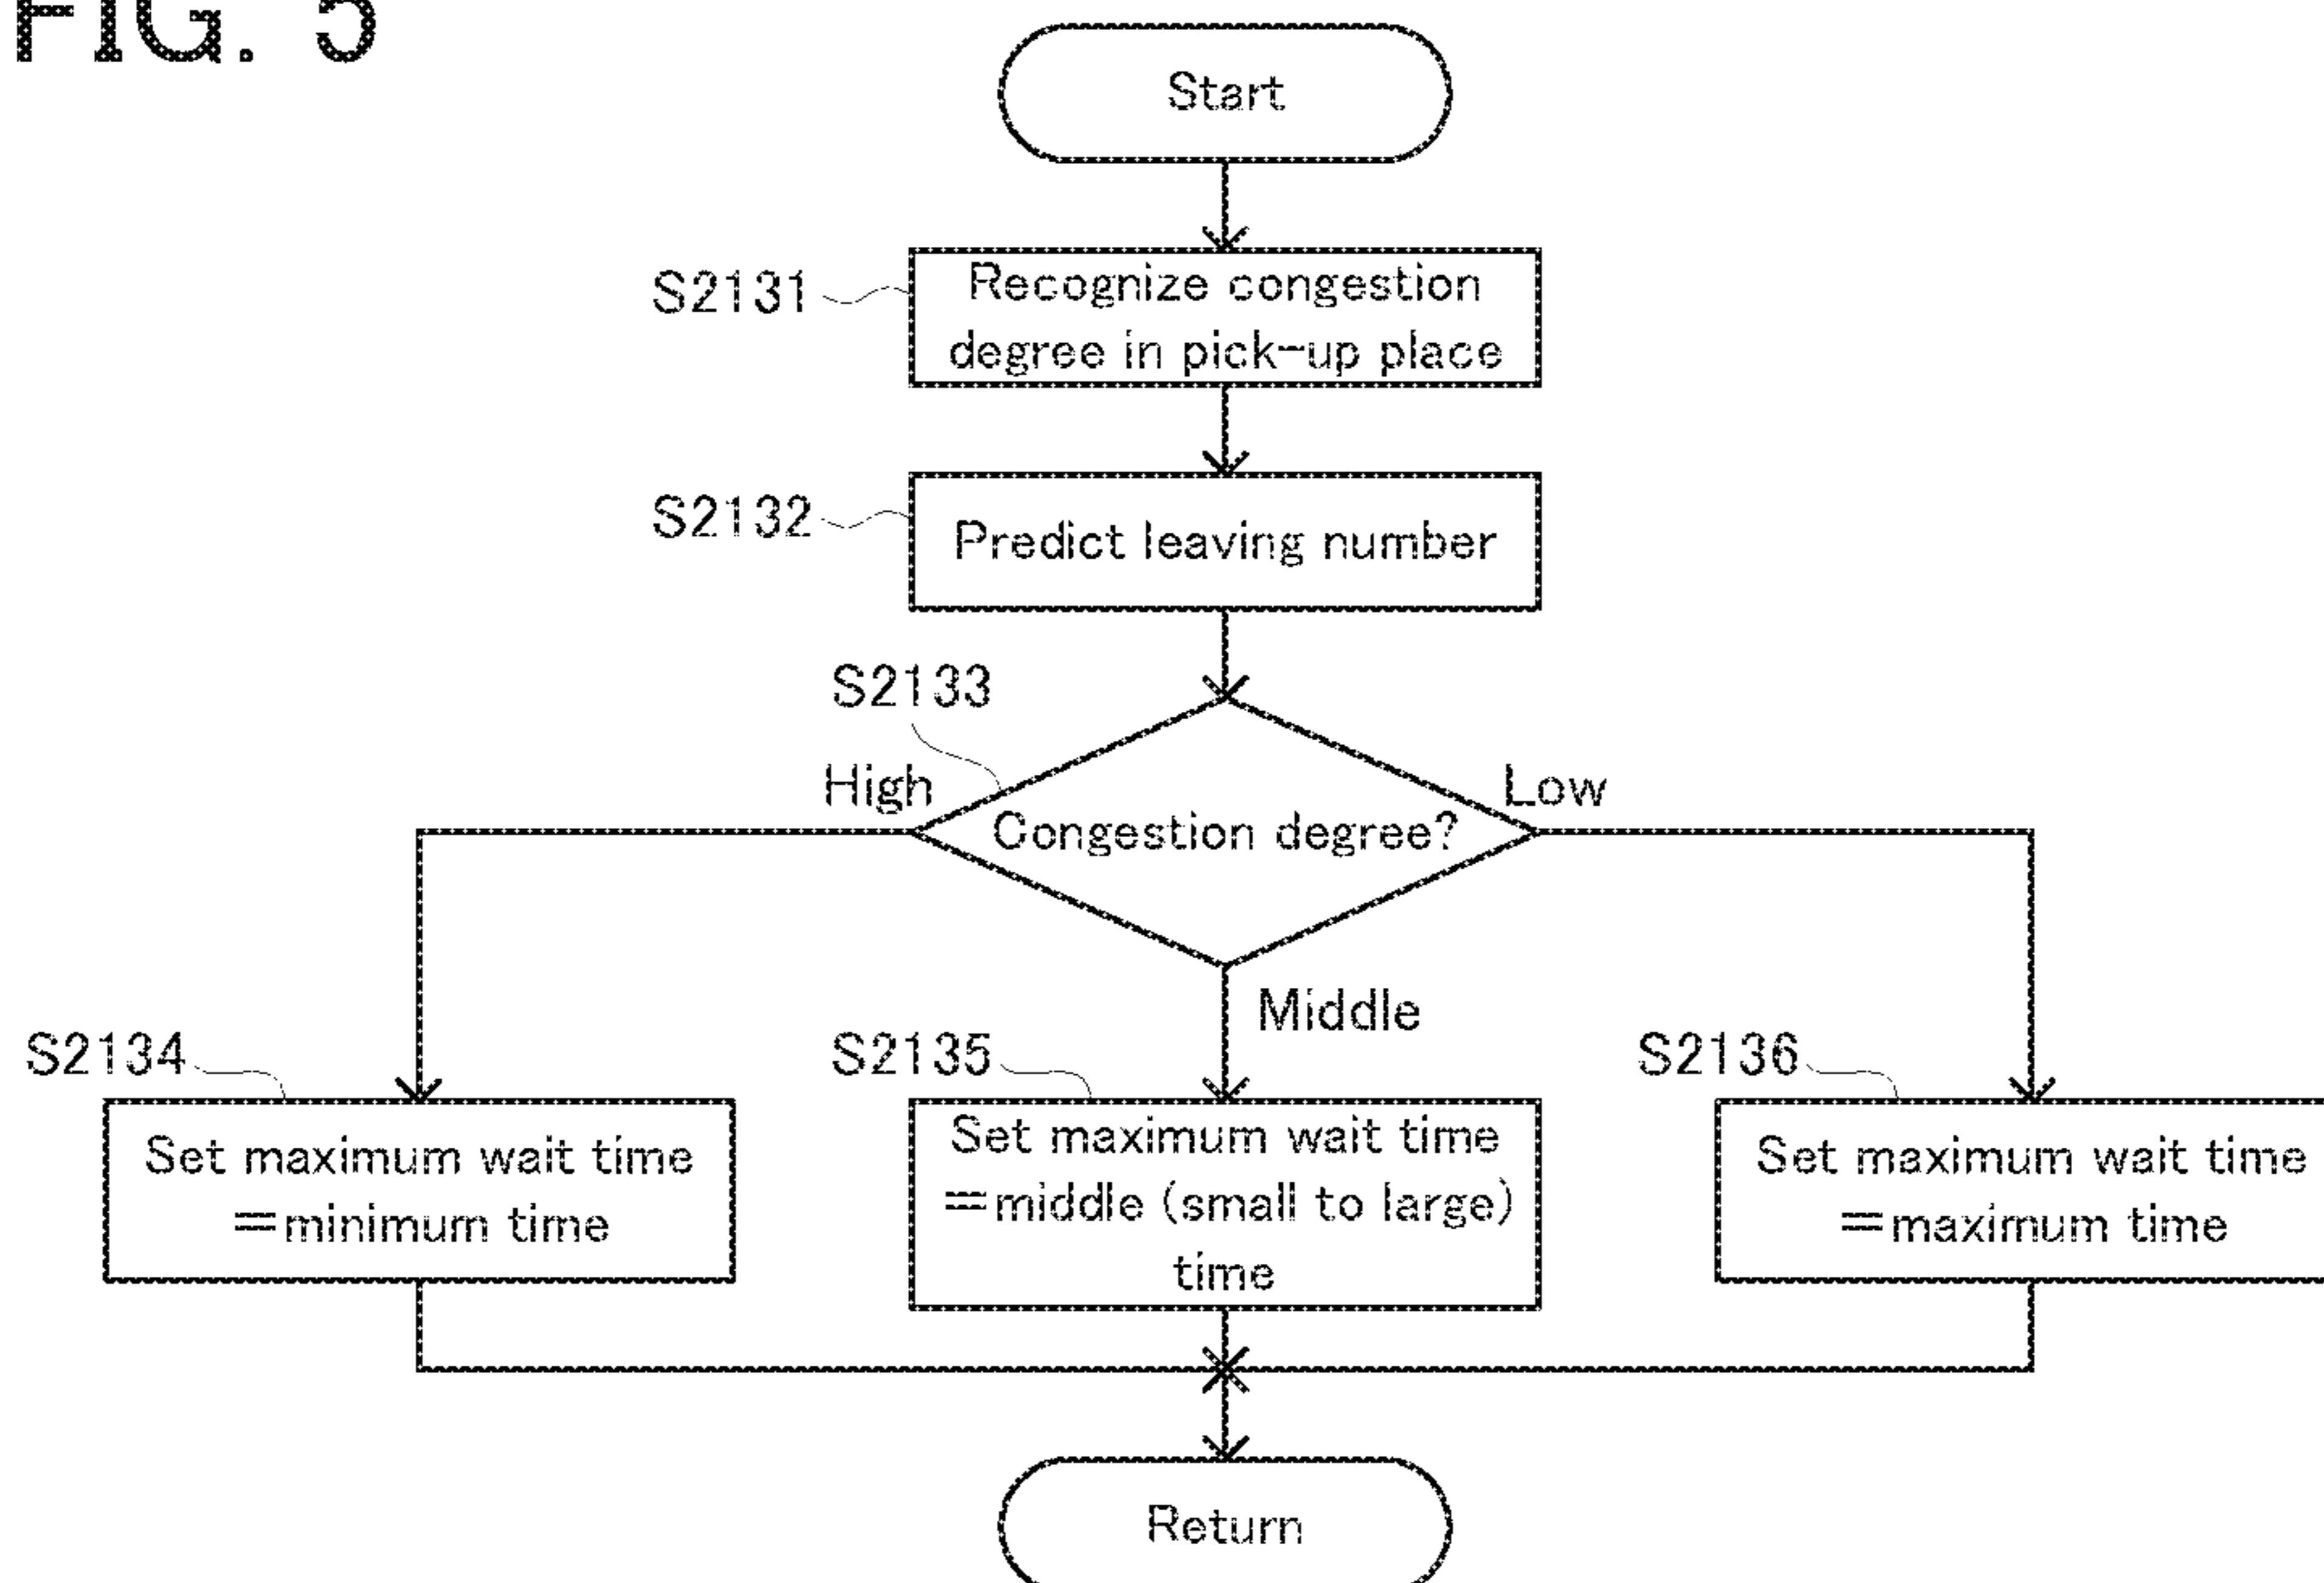 FIG. 5
Start
S2131
Recognize congestion
degree in pick-up place
S2132
Predict leaving number
S2133
High
Low
Congestion degree?
Middle
S2134
Set maximum wait time
=minimum time
S2135
Set maximum wait time
=middle (small to large)
time
S2136
Set maximum wait time
=maximum time
Return